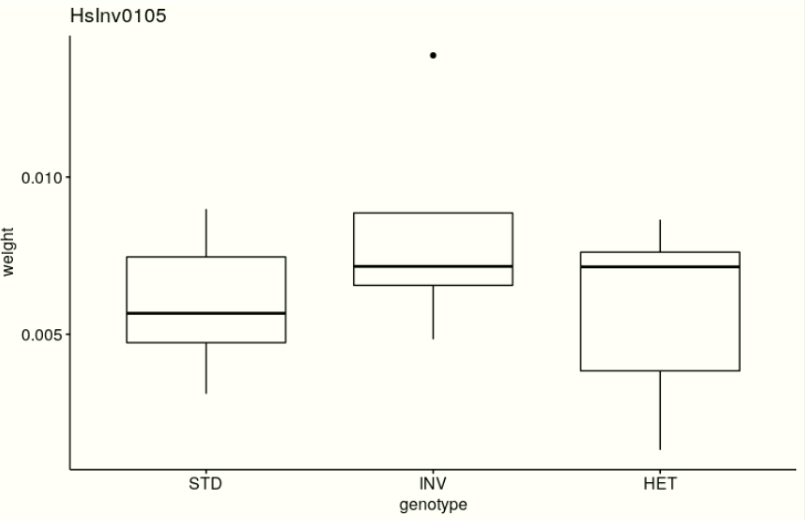 HsInv0105
0.010
0.005
weight
STD INV HET
genotype